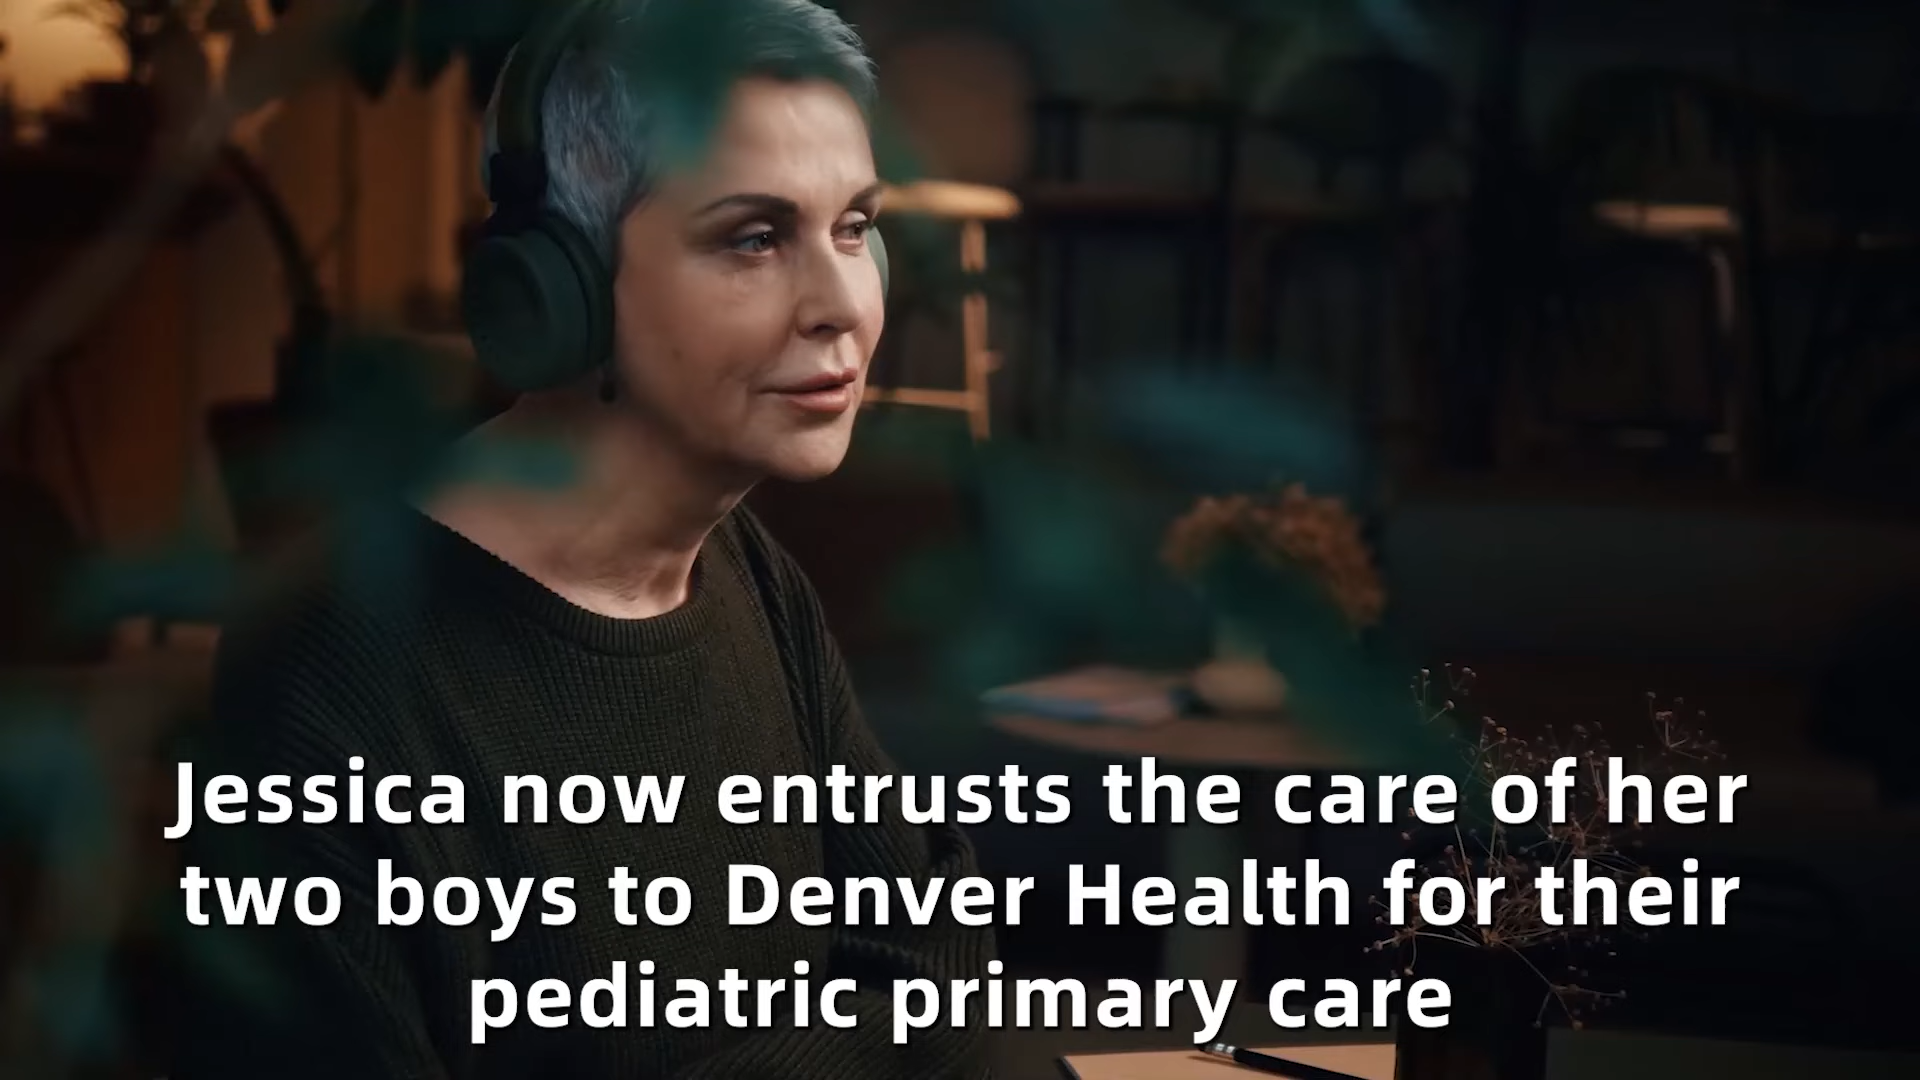 Jessica now entrusts the care of her
two boys to Denver Health for their
pediatric primary care